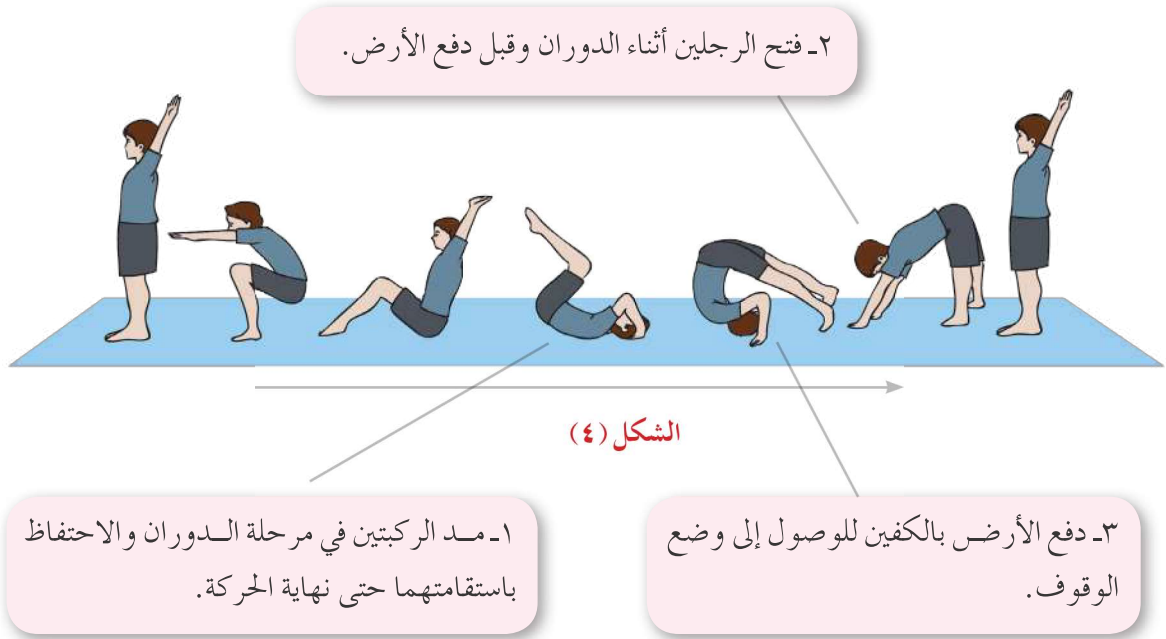 ٢ـ فتح الرجلين أثناء الدوران وقبل دفع الأرض.
الشكل (٤)
١ـ مـد الركبتين في مرحلة الـدوران والاحتفاظ
باستقامتهما حتى نهاية الحركة.
٣ـ دفع الأرض بالكفين للوصول إلى وضع
الوقوف.